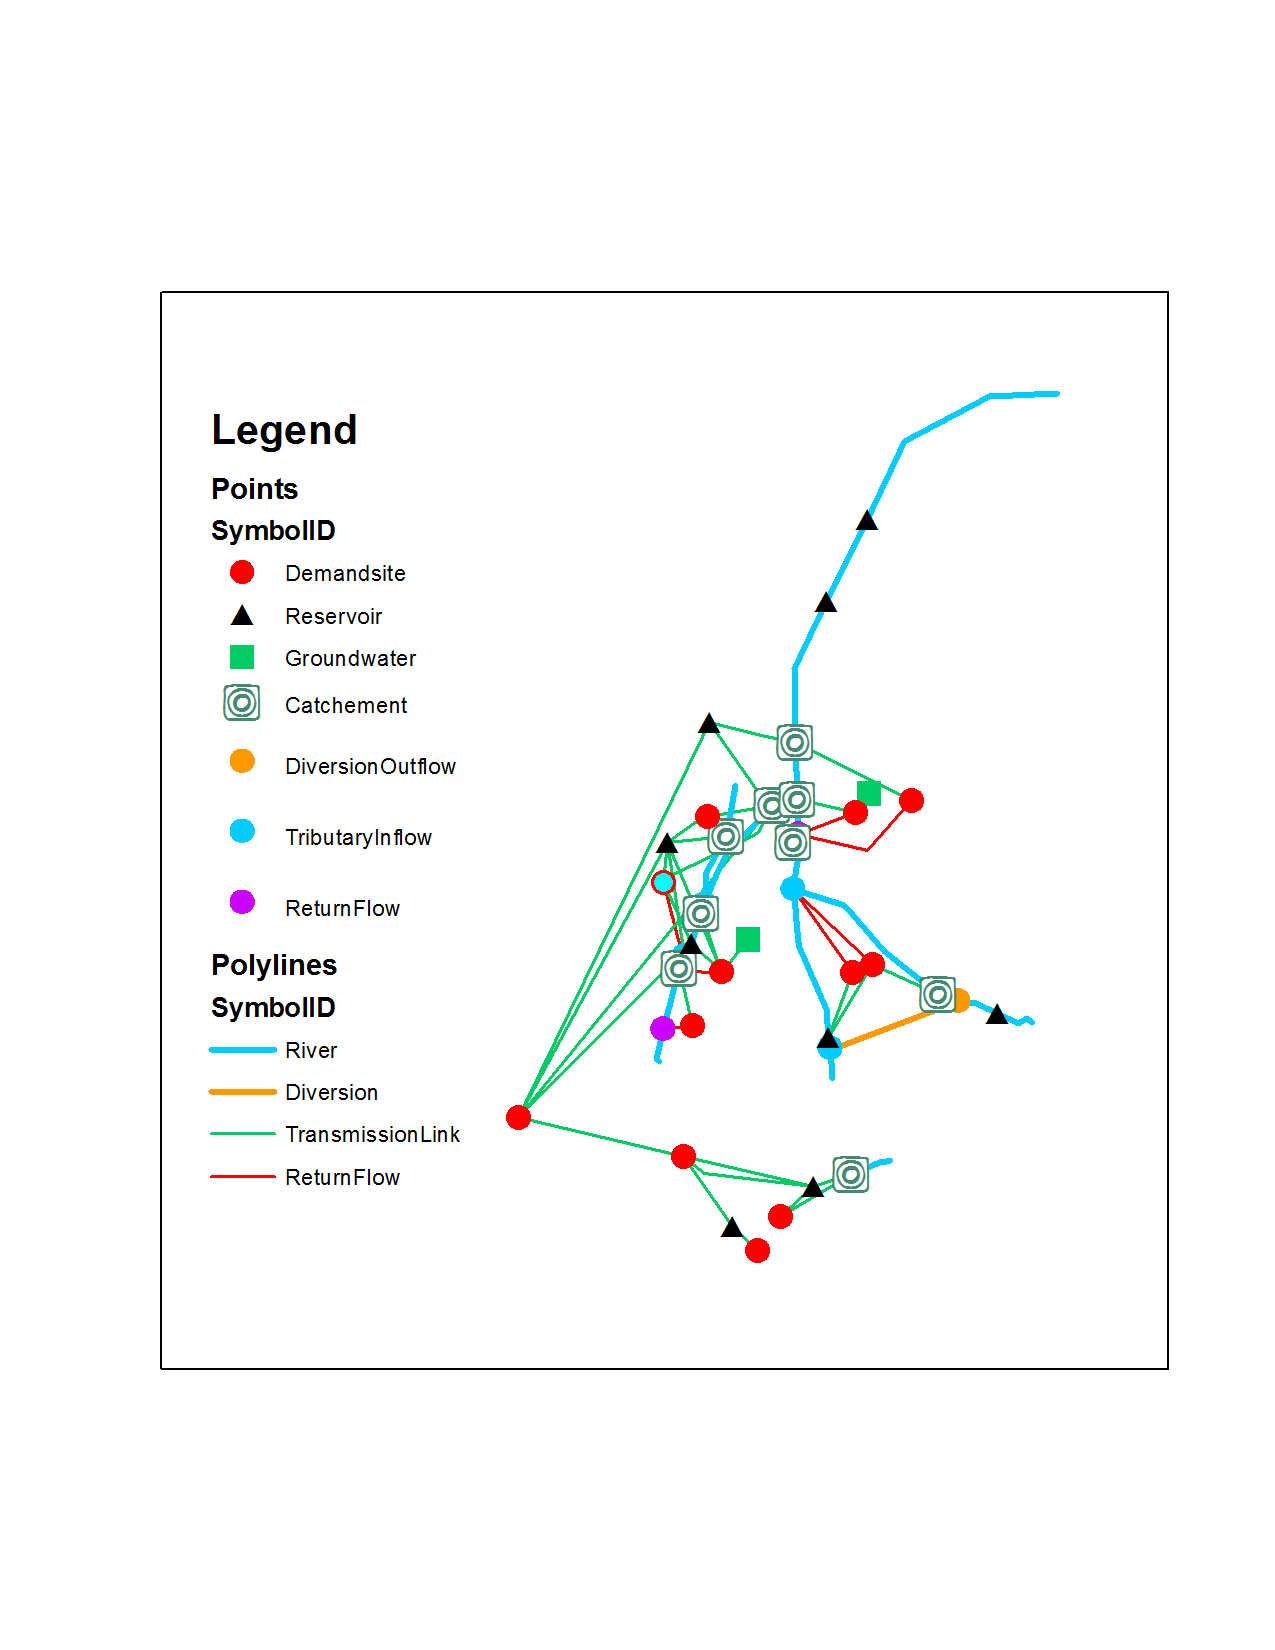 Legend
Points
SymbolID
Demandsite
Reservoir
Groundwater
Catchement
DiversionOutflow
TributaryInflow
ReturnFlow
Polylines
SymbolID
River
Diversion
TransmissionLink
ReturnFlow